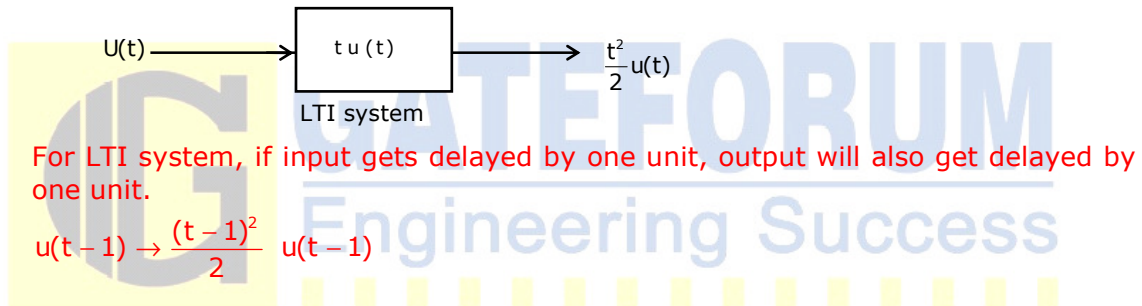 U(t) t u (t) t²/2 u(t)
LTI system
For LTI system, if input gets delayed by one unit, output will also get delayed by
one unit.
u(t − 1) → (t − 1)²/2 u(t − 1)
GATEFORUM
Engineering Success